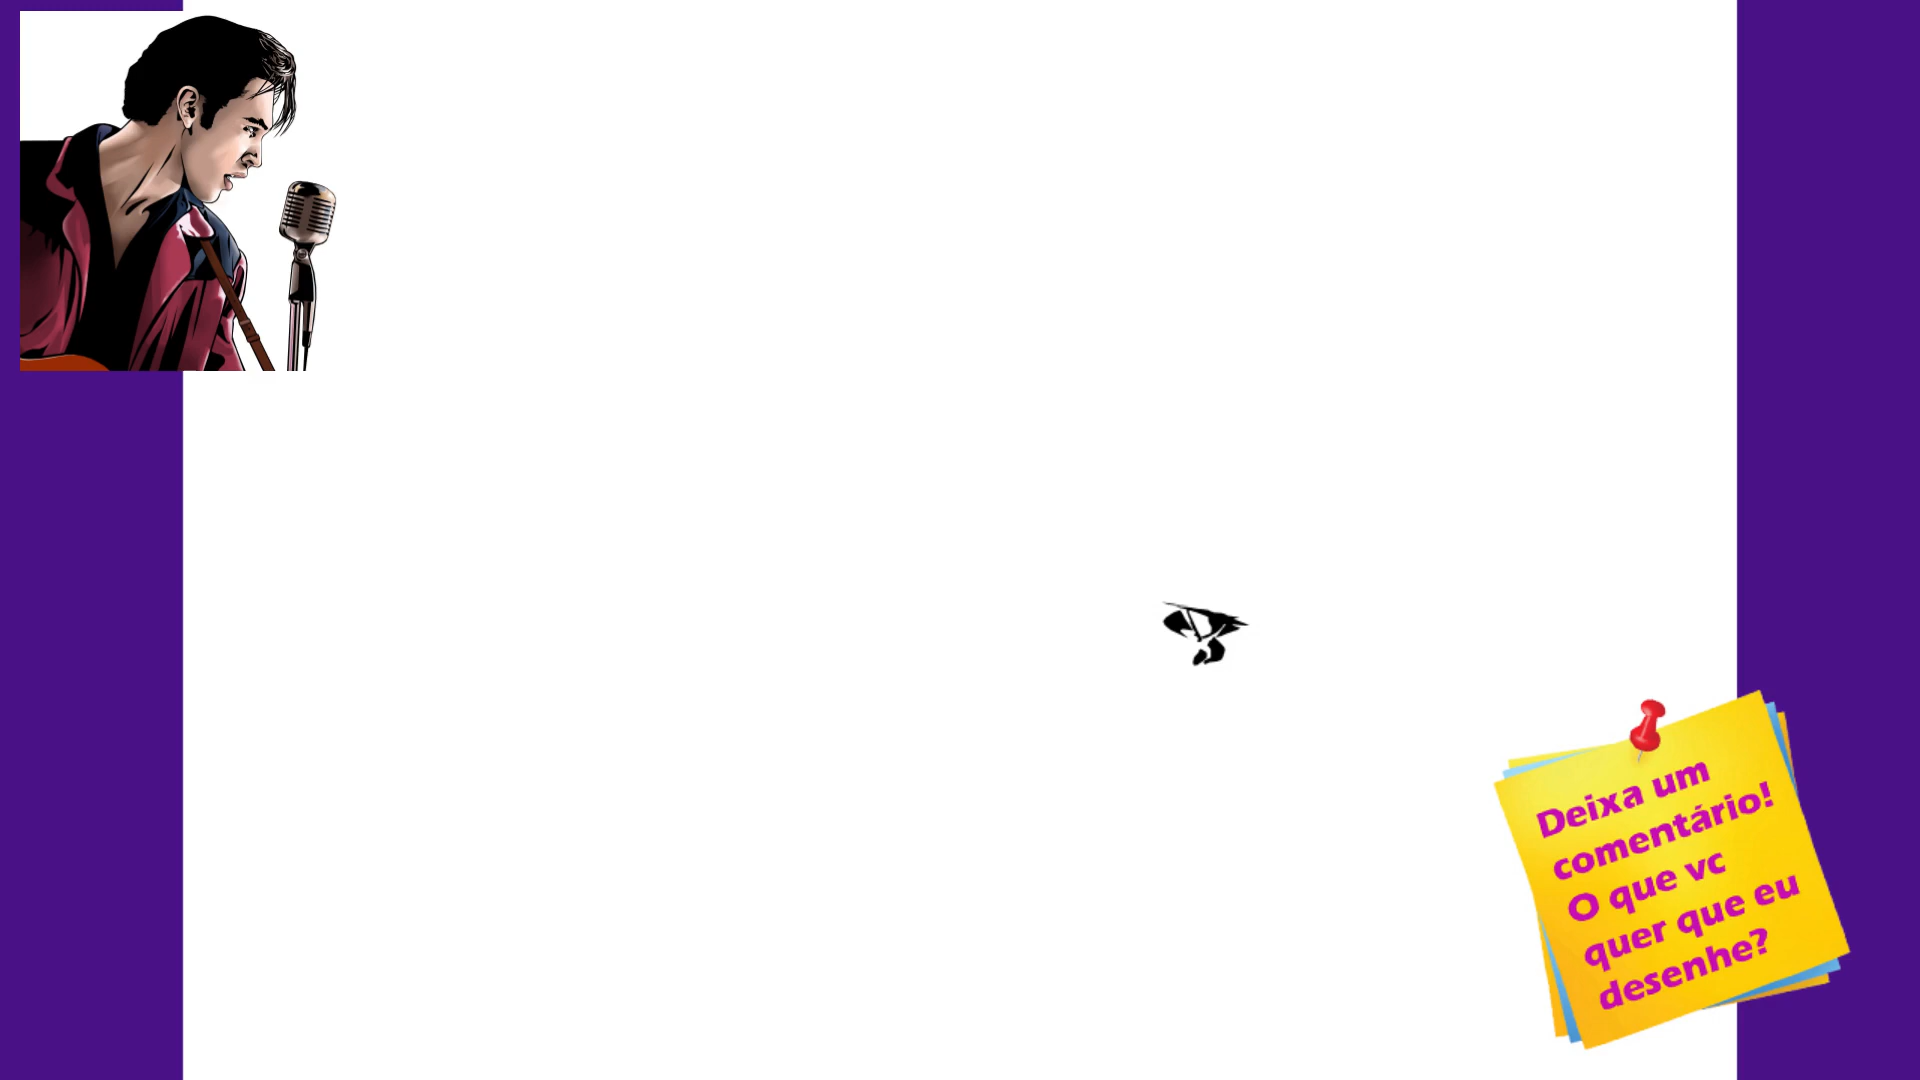 Deixa um
comentário!
O que vc
quer que eu
desenhe?